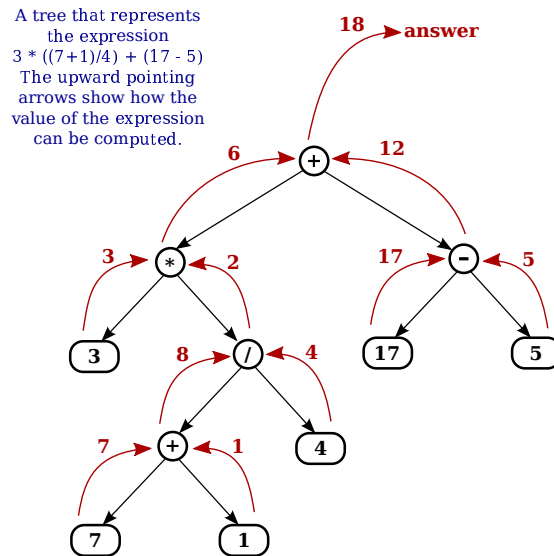 A tree that represents
the expression
3 * ((7+1)/4) + (17 - 5)
The upward pointing
arrows show how the
value of the expression
can be computed.
18
answer
6
12
+
3
2
17
5
*
-
3
8
4
17
5
/
7
1
+
4
7
1